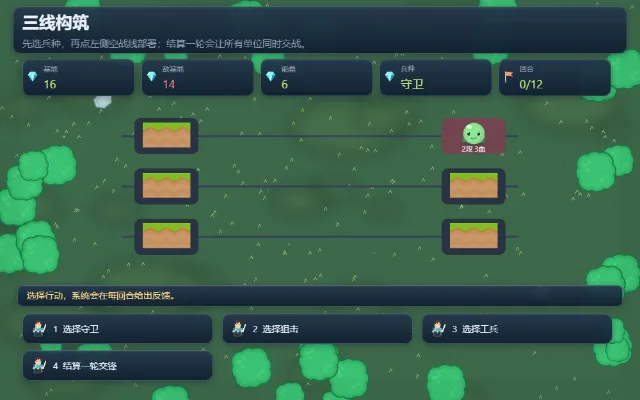 三线构筑
先选兵种，再点左侧空战线部署；结算一轮会让所有单位同时交战。
基地
16
敌基地
14
能量
6
兵种
守卫
回合
0/12
2攻 3血
选择行动，系统会在每回合给出反馈。
1 选择守卫
2 选择狙击
3 选择工兵
4 结算一轮交锋